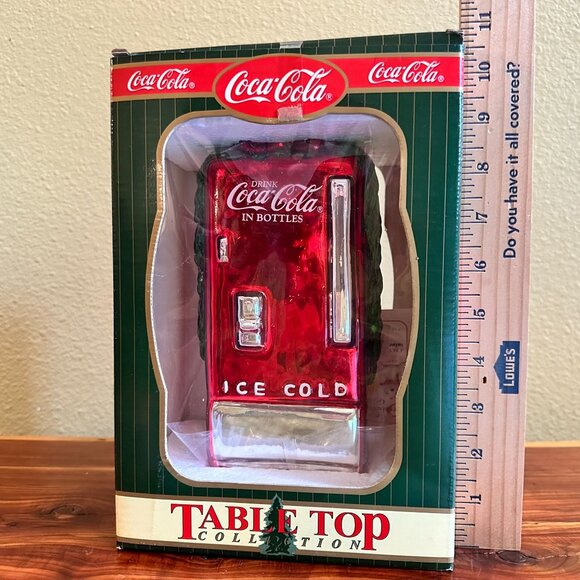 Coca-Cola®
Coca-Cola®
Coca-Cola®
DRINK
Coca-Cola®
IN BOTTLES
ICE COLD
TABLE TOP
COLLECTION
11
10
9
8
7
6
5
4
3
2
1
Do you have it all covered?
LOWE'S